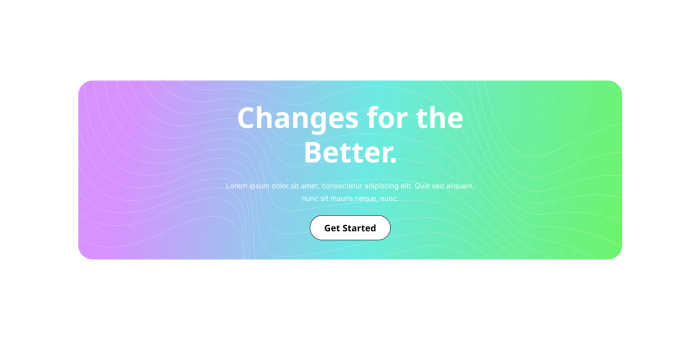 Changes for the
Better.
Lorem ipsum dolor sit amet, consectetur adipiscing elit. Quis sed aliquam,
nunc sit mauris neque, nunc.
Get Started